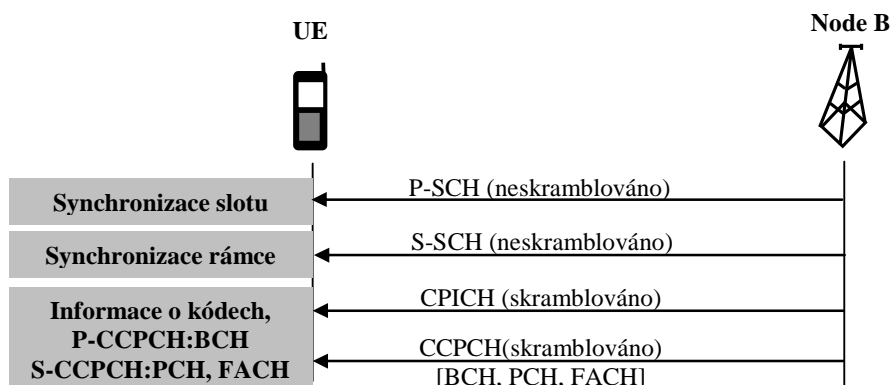 UE
Node B
Synchronizace slotu
P-SCH (neskramblováno)
Synchronizace rámce
S-SCH (neskramblováno)
Informace o kódech,
P-CCPCH:BCH
S-CCPCH:PCH, FACH
CPICH (skramblováno)
CCPCH(skramblováno)
[BCH, PCH, FACH]